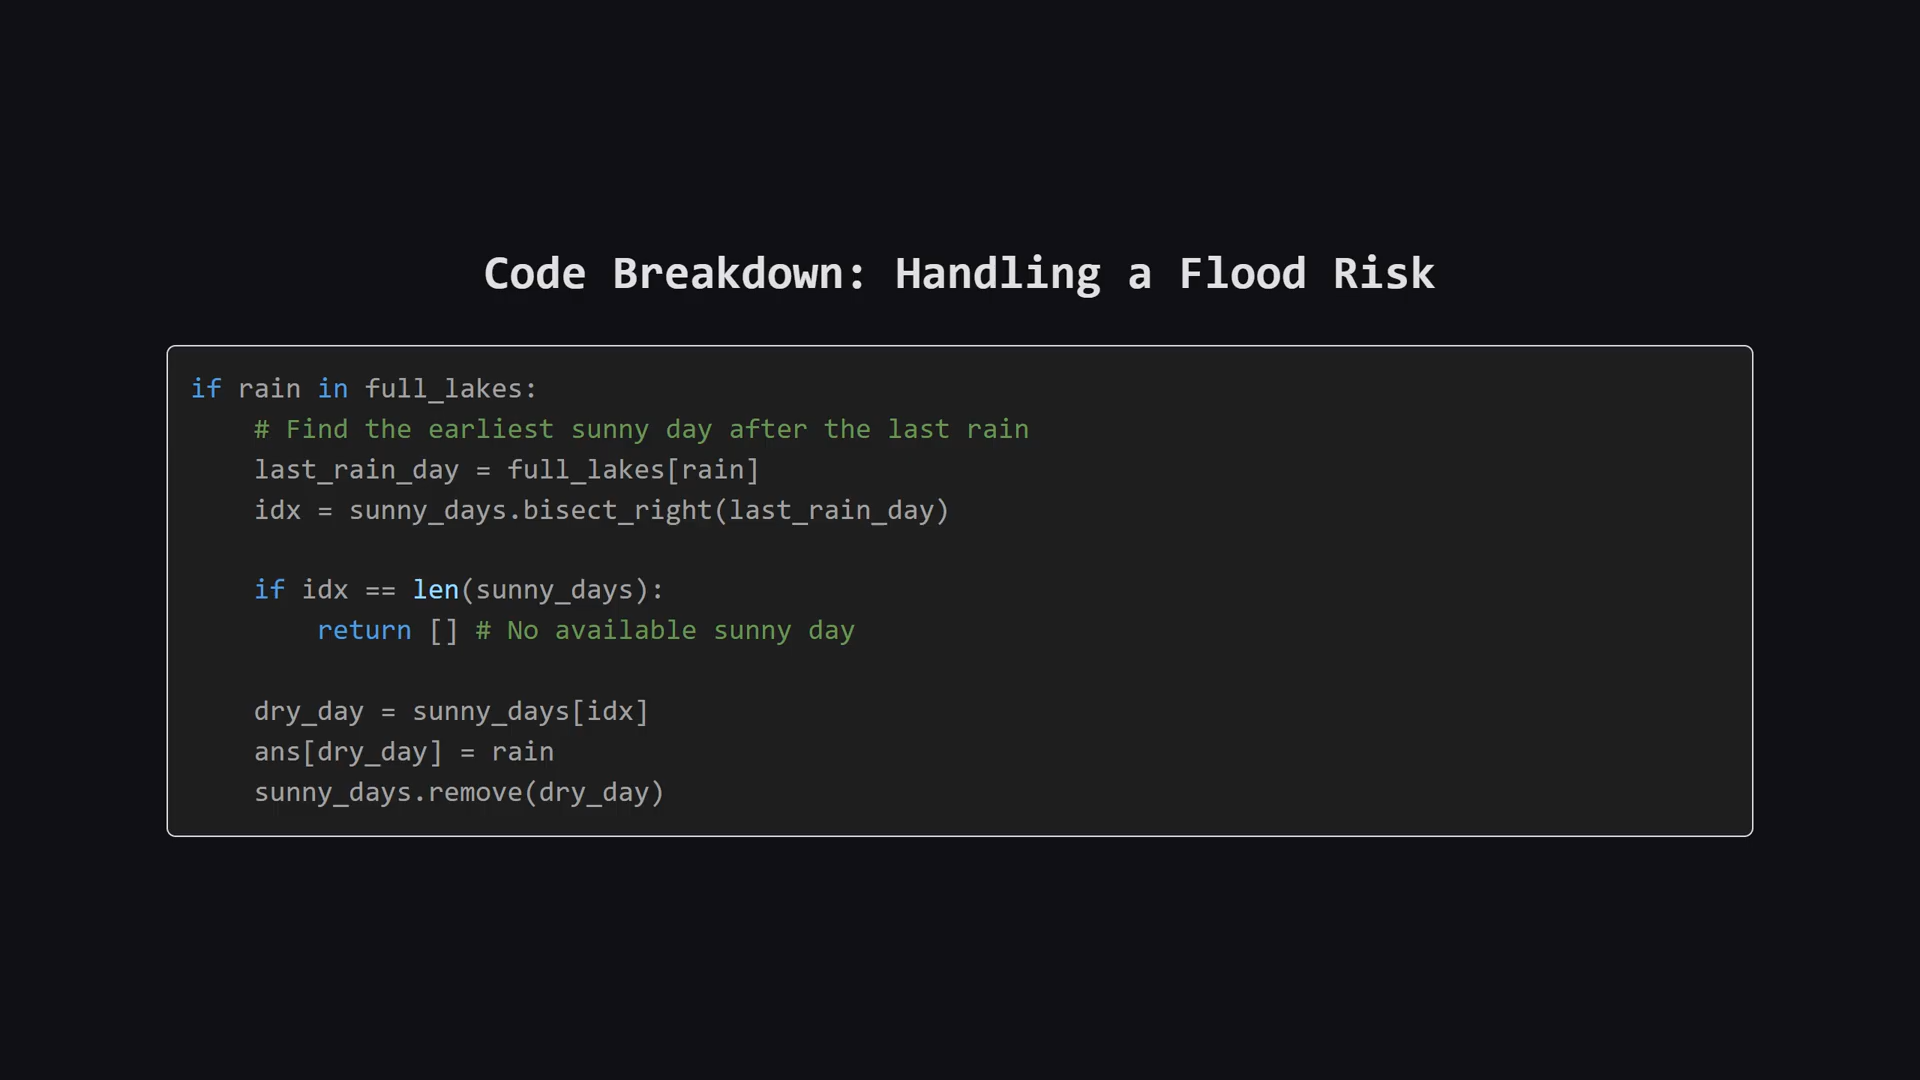 Code Breakdown: Handling a Flood Risk
if rain in full_lakes:
    # Find the earliest sunny day after the last rain
    last_rain_day = full_lakes[rain]
    idx = sunny_days.bisect_right(last_rain_day)
    if idx == len(sunny_days):
        return [] # No available sunny day
    dry_day = sunny_days[idx]
    ans[dry_day] = rain
    sunny_days.remove(dry_day)